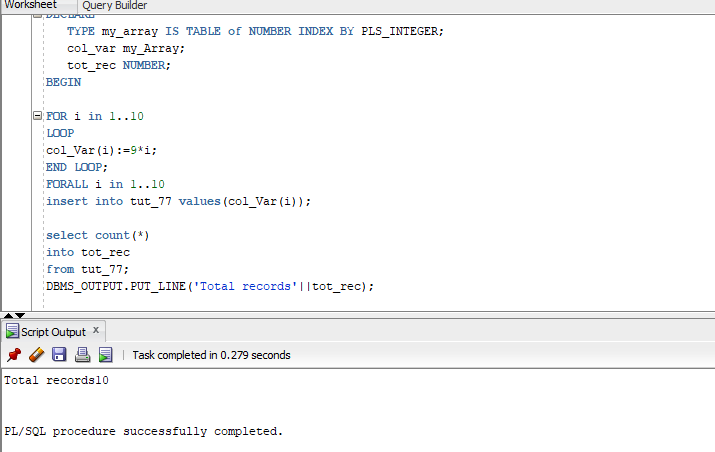 Worksheet Query Builder
DECLARE
TYPE my_array IS TABLE of NUMBER INDEX BY PLS_INTEGER;
col_var my_Array;
tot_rec NUMBER;
BEGIN
FOR i in 1..10
LOOP
col_Var(i):=9*i;
END LOOP;
FORALL i in 1..10
insert into tut_77 values(col_Var(i));
select count(*)
into tot_rec
from tut_77;
DBMS_OUTPUT.PUT_LINE('Total records'||tot_rec);
Script Output x
Task completed in 0.279 seconds
Total records10
PL/SQL procedure successfully completed.